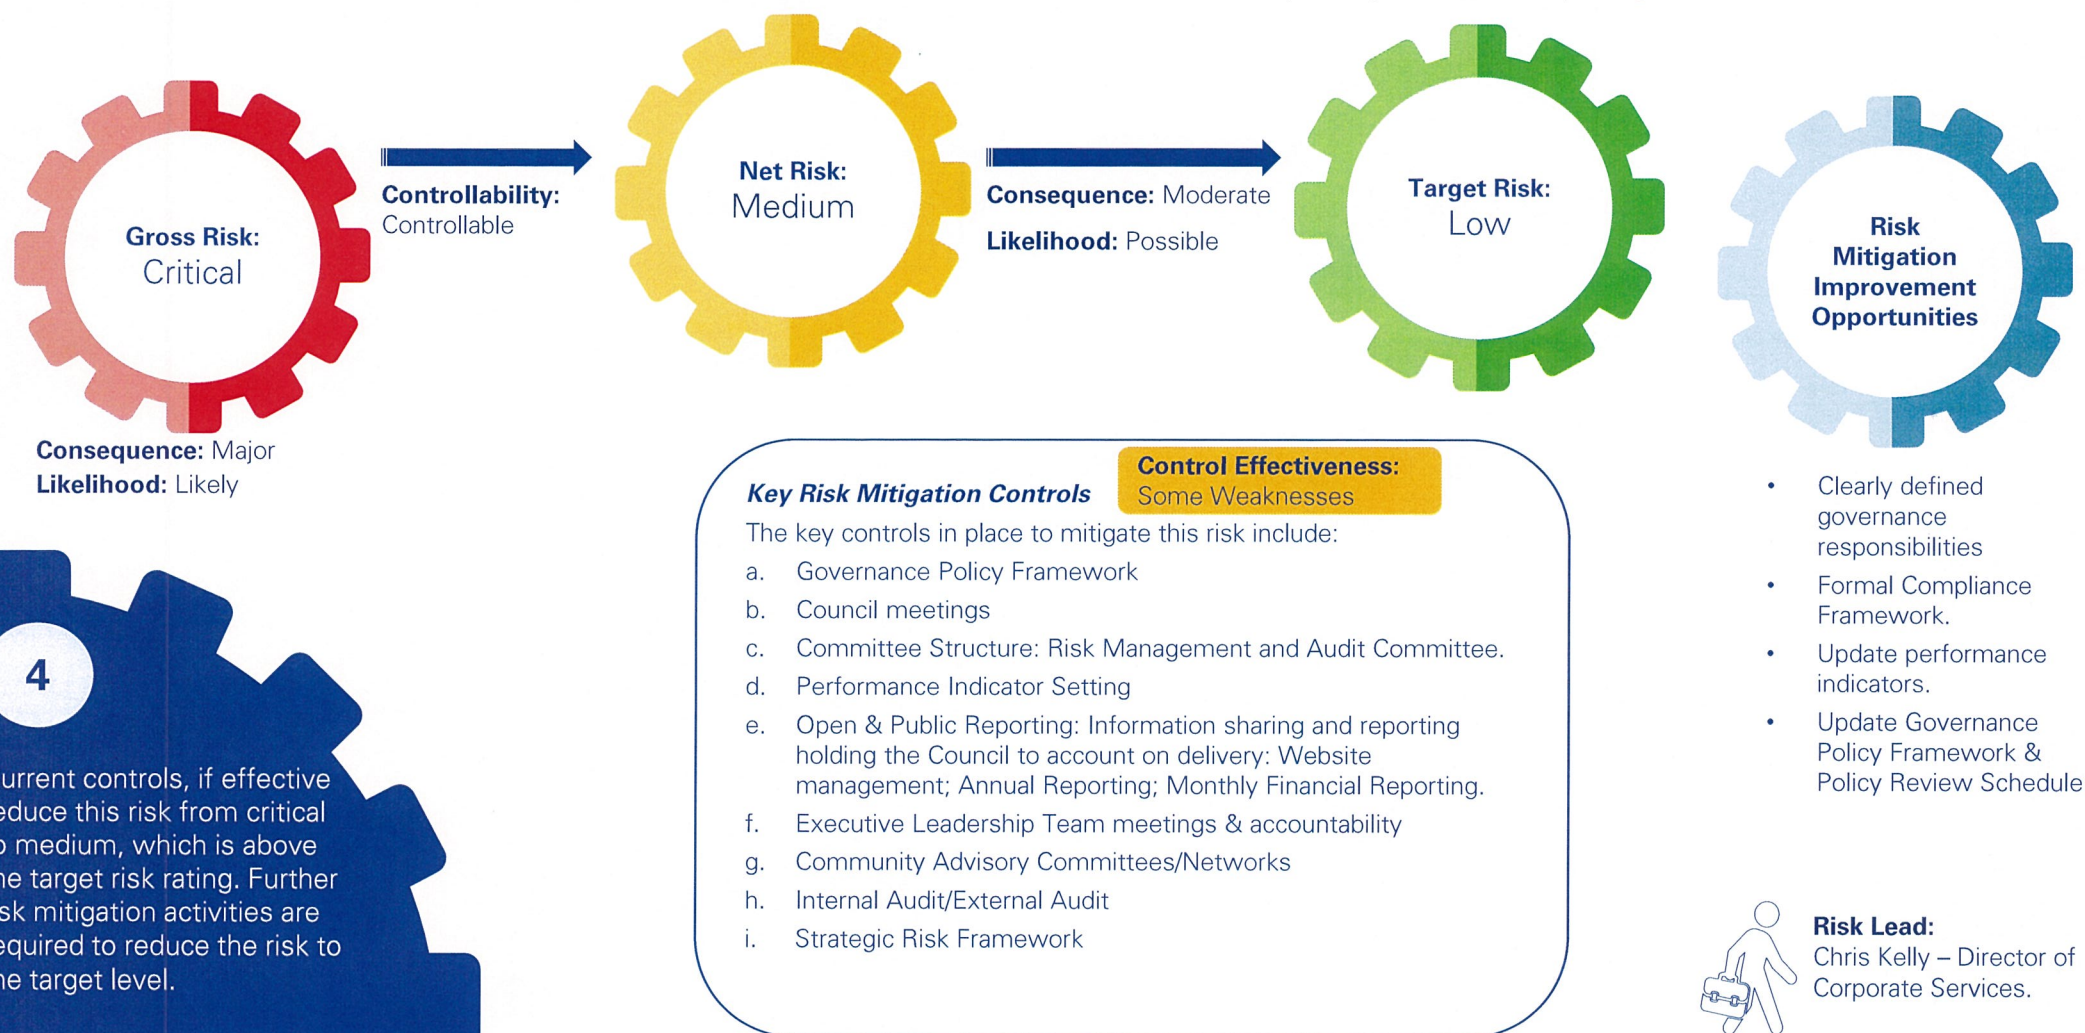 Gross Risk:
Critical
Consequence: Major
Likelihood: Likely
Controllability:
Controllable
Net Risk:
Medium
Consequence: Moderate
Likelihood: Possible
Target Risk:
Low
Risk
Mitigation
Improvement
Opportunities
• Clearly defined
governance
responsibilities
• Formal Compliance
Framework.
• Update performance
indicators.
• Update Governance
Policy Framework &
Policy Review Schedule
Key Risk Mitigation Controls
Control Effectiveness:
Some Weaknesses
The key controls in place to mitigate this risk include:
a. Governance Policy Framework
b. Council meetings
c. Committee Structure: Risk Management and Audit Committee.
d. Performance Indicator Setting
e. Open & Public Reporting: Information sharing and reporting
holding the Council to account on delivery: Website
management; Annual Reporting; Monthly Financial Reporting.
f. Executive Leadership Team meetings & accountability
g. Community Advisory Committees/Networks
h. Internal Audit/External Audit
i. Strategic Risk Framework
4
urrent controls, if effective
educe this risk from critical
o medium, which is above
he target risk rating. Further
sk mitigation activities are
equired to reduce the risk to
he target level.
Risk Lead:
Chris Kelly – Director of
Corporate Services.